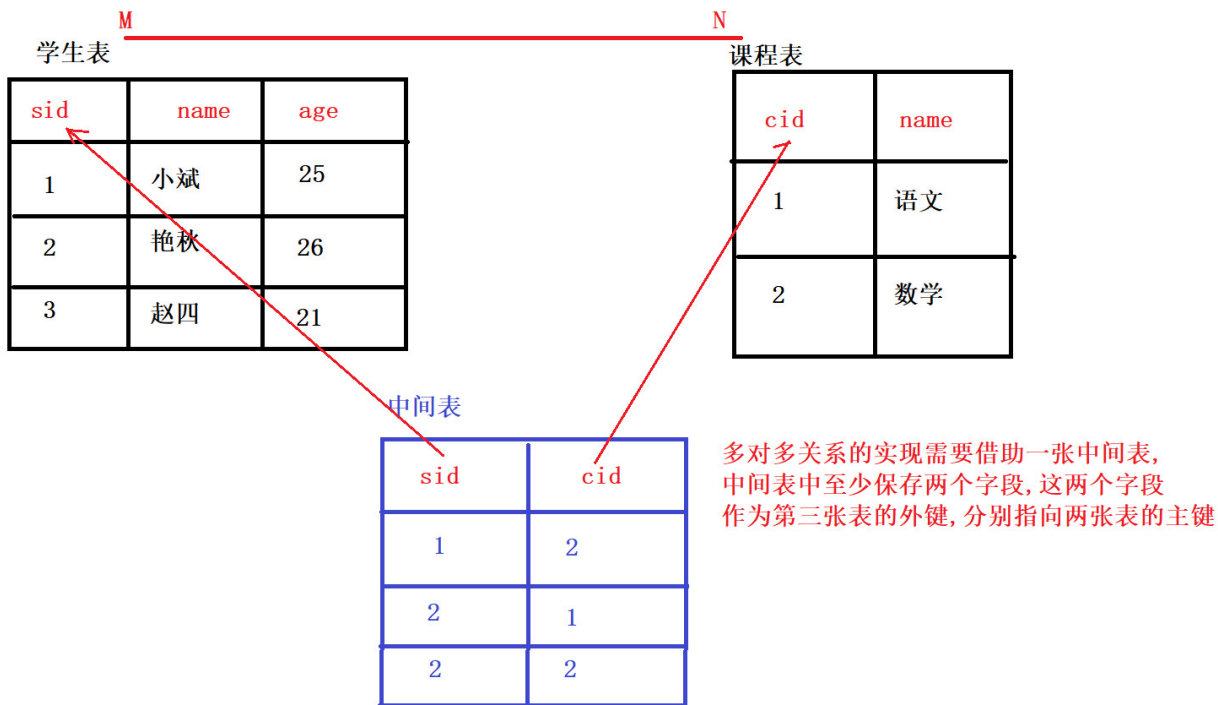 M N
学生表
课程表
sid name age
1 小斌 25
2 艳秋 26
3 赵四 21
cid name
1 语文
2 数学
中间表
sid cid
1 2
2 1
2 2
多对多关系的实现需要借助一张中间表,
中间表中至少保存两个字段,这两个字段
作为第三张表的外键,分别指向两张表的主键